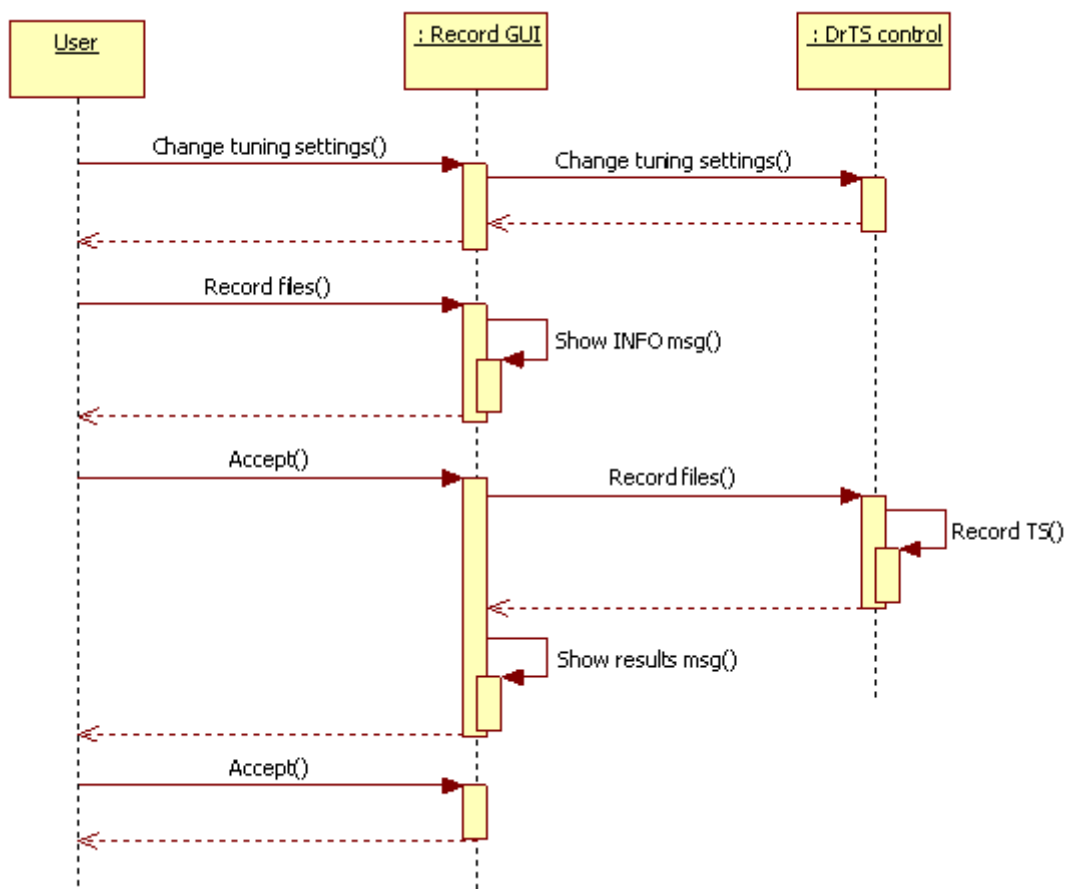 User
: Record GUI
: DrTS control
Change tuning settings()
Change tuning settings()
Record files()
Show INFO msg()
Accept()
Record files()
Record TS()
Show results msg()
Accept()